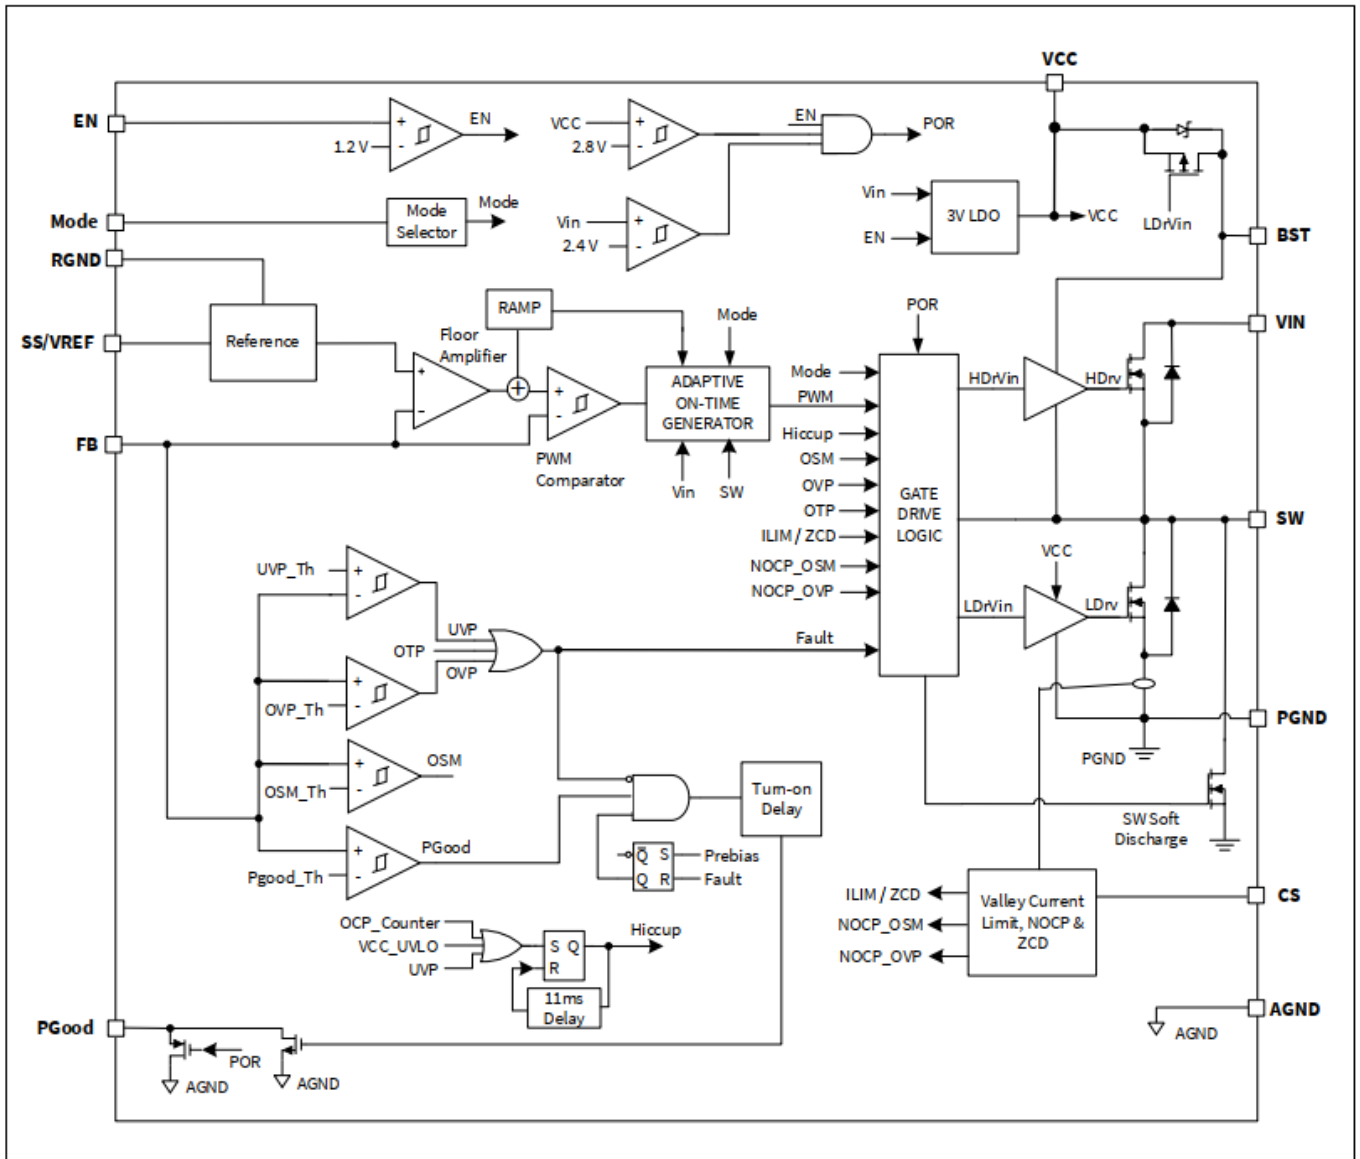 VCC
EN
+
-
1.2 V
EN
VCC
2.8 V
+
-
EN
POR
Mode
Mode
Selector
Mode
Vin
2.4 V
+
-
Vin
EN
3V LDO
VCC
LDrVin
BST
RGND
SS/VREF
Reference
Floor
Amplifier
+
-
RAMP
+
+
-
PWM
Comparator
Mode
ADAPTIVE
ON-TIME
GENERATOR
Vin
SW
FB
POR
Mode
PWM
Hiccup
OSM
OVP
OTP
ILIM / ZCD
NOCP_OSM
NOCP_OVP
Fault
GATE
DRIVE
LOGIC
HDrVin
HDrv
VIN
SW
VCC
LDrVin
LDrv
PGND
PGND
SW Soft
Discharge
UVP_Th
+
-
UVP
OTP
OVP
OVP_Th
+
-
OSM_Th
+
-
OSM
Pgood_Th
+
-
PGood
Turn-on
Delay
Q S
Q R
Prebias
Fault
OCP_Counter
VCC_UVLO
UVP
S Q
R
11ms
Delay
Hiccup
ILIM / ZCD
NOCP_OSM
NOCP_OVP
Valley Current
Limit, NOCP &
ZCD
CS
AGND
AGND
PGood
POR
AGND
AGND